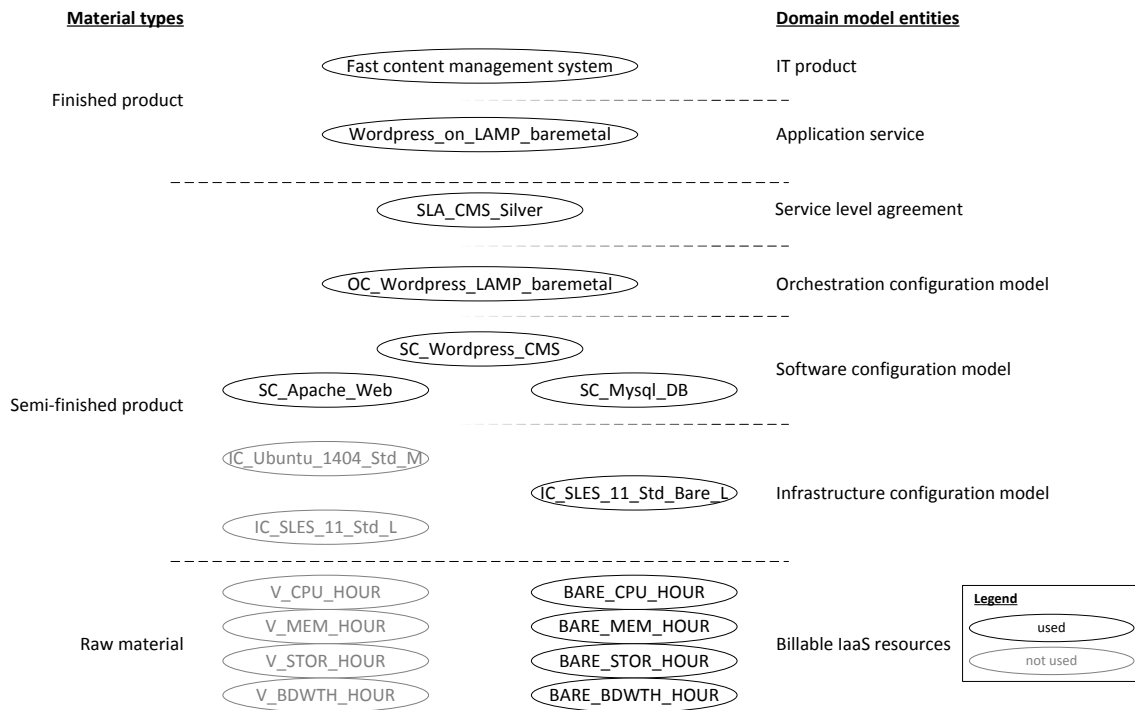 Material types
Domain model entities
Fast content management system
IT product
Finished product
Wordpress_on_LAMP_baremetal
Application service
SLA_CMS_Silver
Service level agreement
OC_Wordpress_LAMP_baremetal
Orchestration configuration model
SC_Wordpress_CMS
Software configuration model
SC_Apache_Web
SC_Mysql_DB
Semi-finished product
IC_Ubuntu_1404_Std_M
IC_SLES_11_Std_Bare_L
Infrastructure configuration model
IC_SLES_11_Std_L
V_CPU_HOUR
BARE_CPU_HOUR
V_MEM_HOUR
BARE_MEM_HOUR
Raw material
Billable IaaS resources
V_STOR_HOUR
BARE_STOR_HOUR
V_BDWTH_HOUR
BARE_BDWTH_HOUR
Legend
used
not used